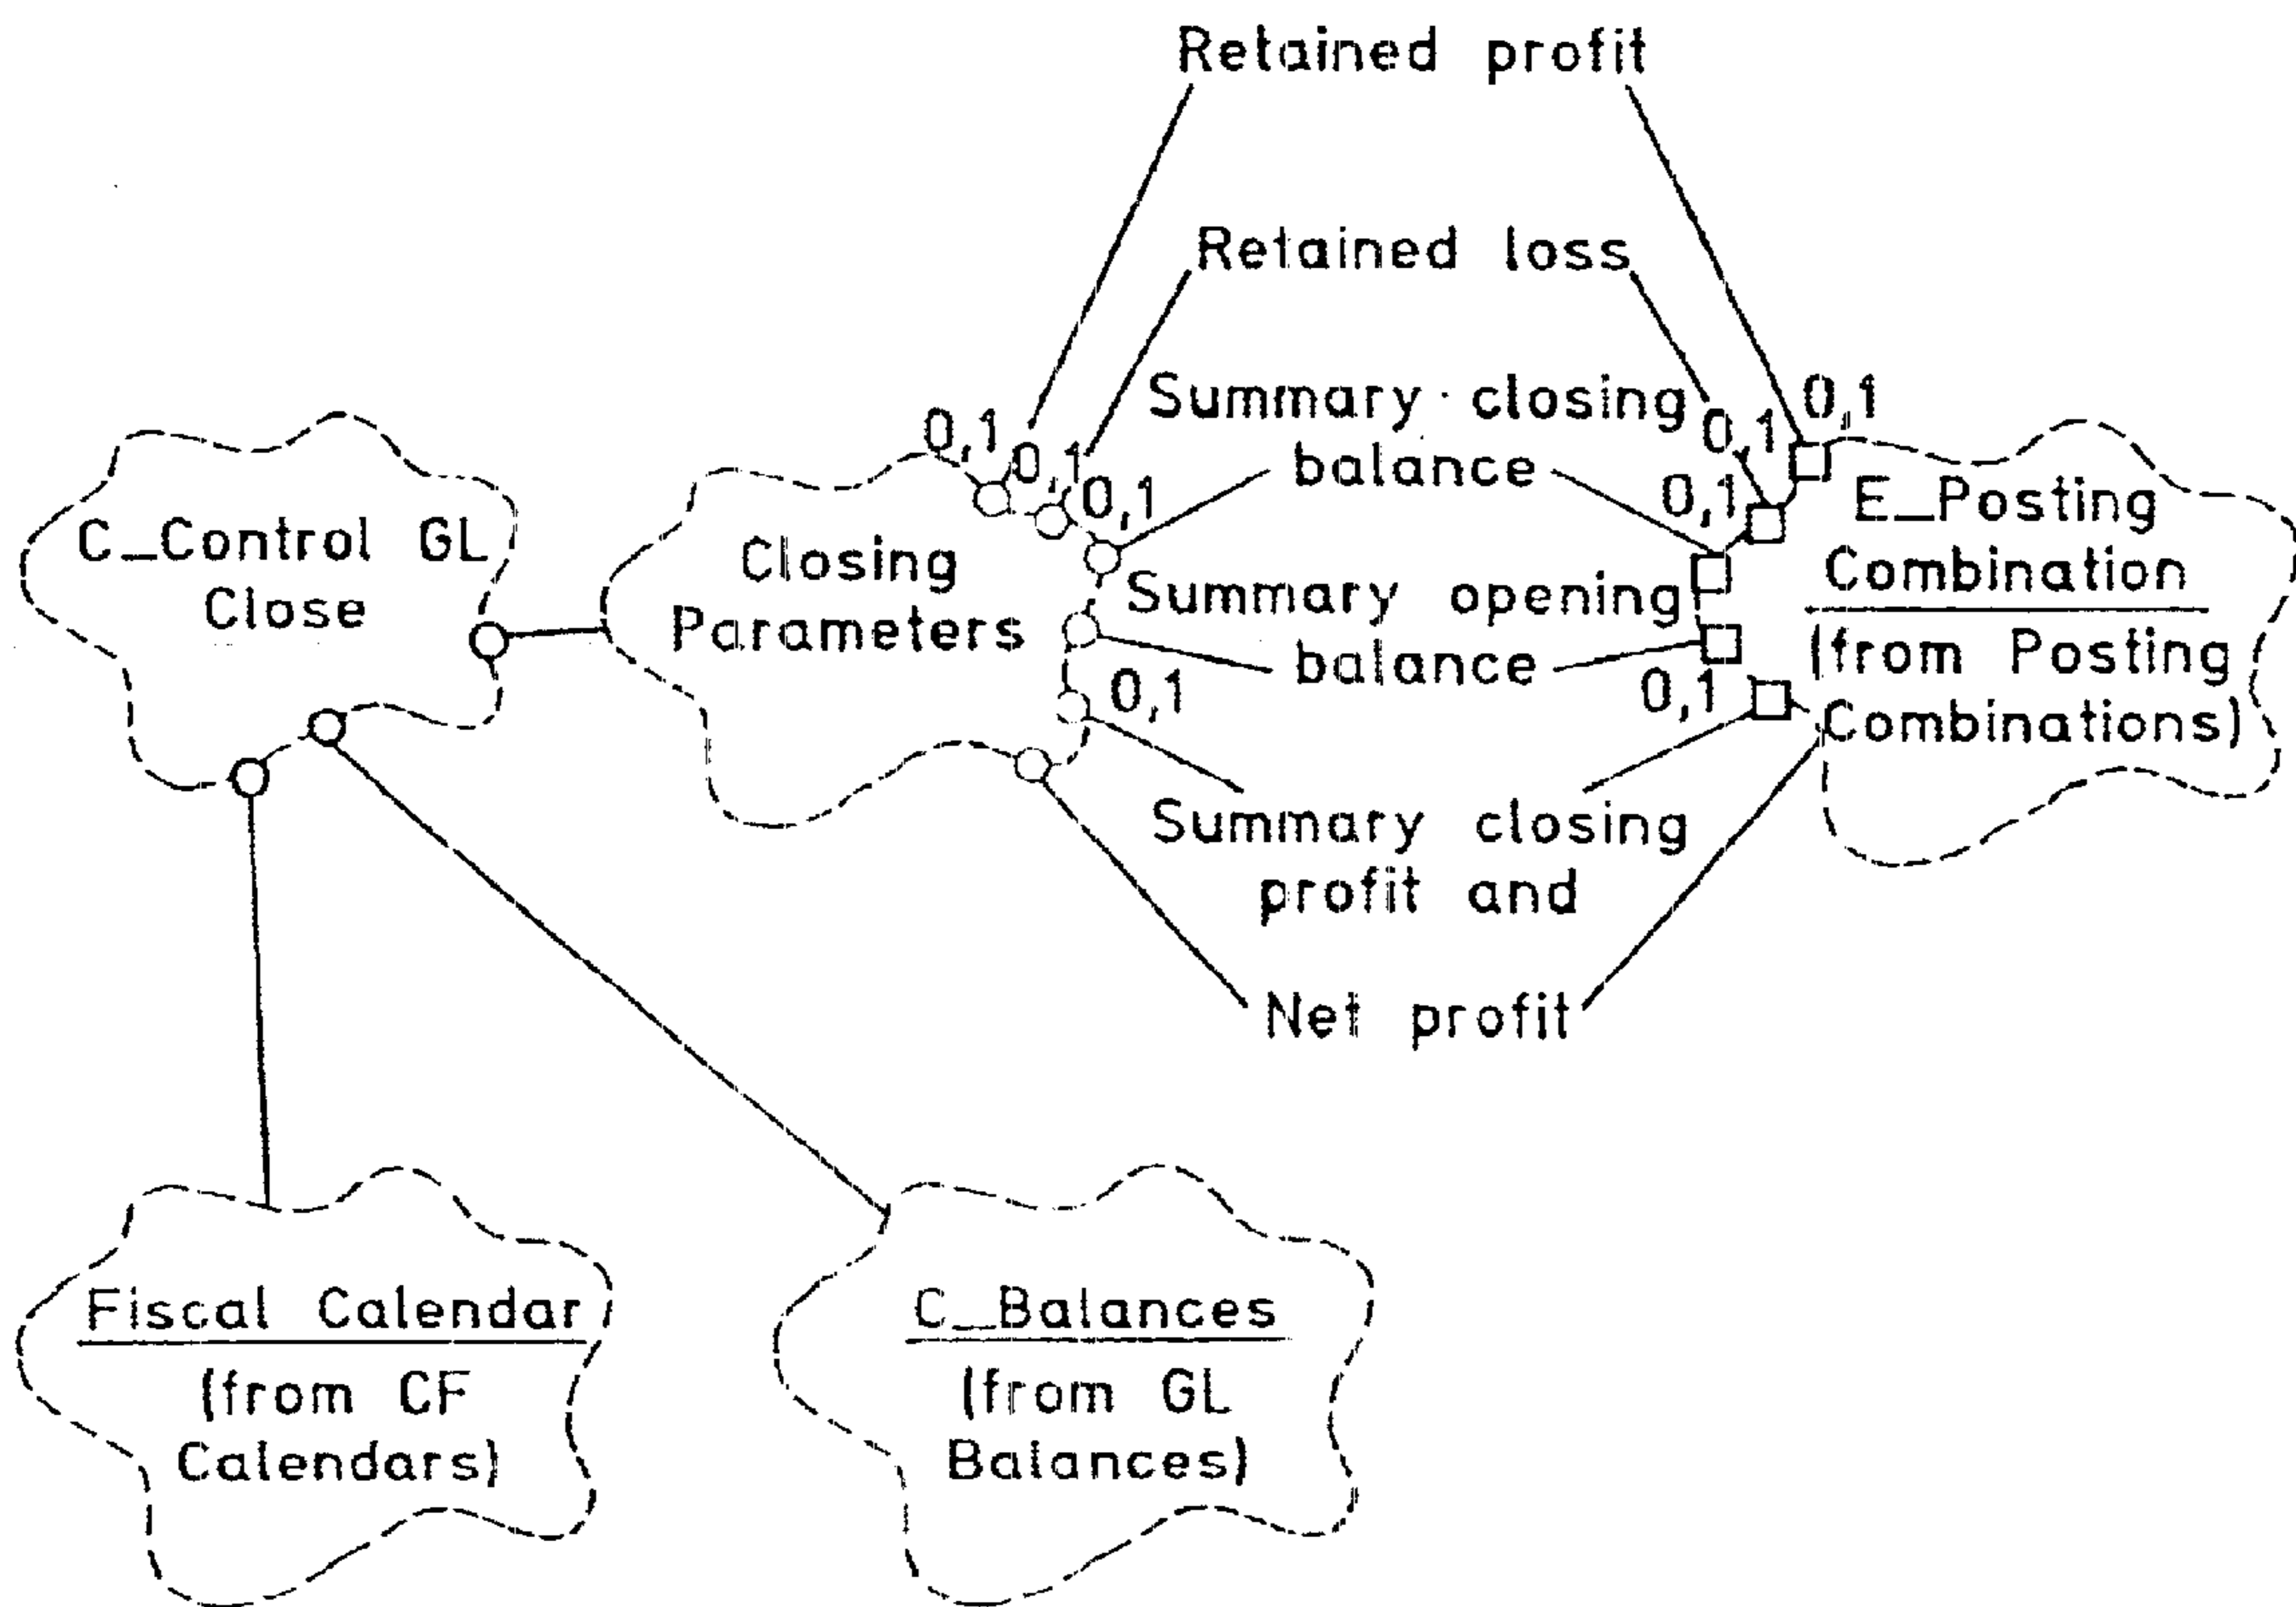 Retained profit
Retained loss
Summary closing
balance
0,1
0,1
0,1
0,1
0,1
0,1
C_Control GL
Close
Closing
Parameters
Summary opening
balance
E_Posting
Combination
(from Posting
Combinations)
0,1
0,1
Summary closing
profit and
Net profit
Fiscal Calendar
(from CF
Calendars)
C_Balances
(from GL
Balances)